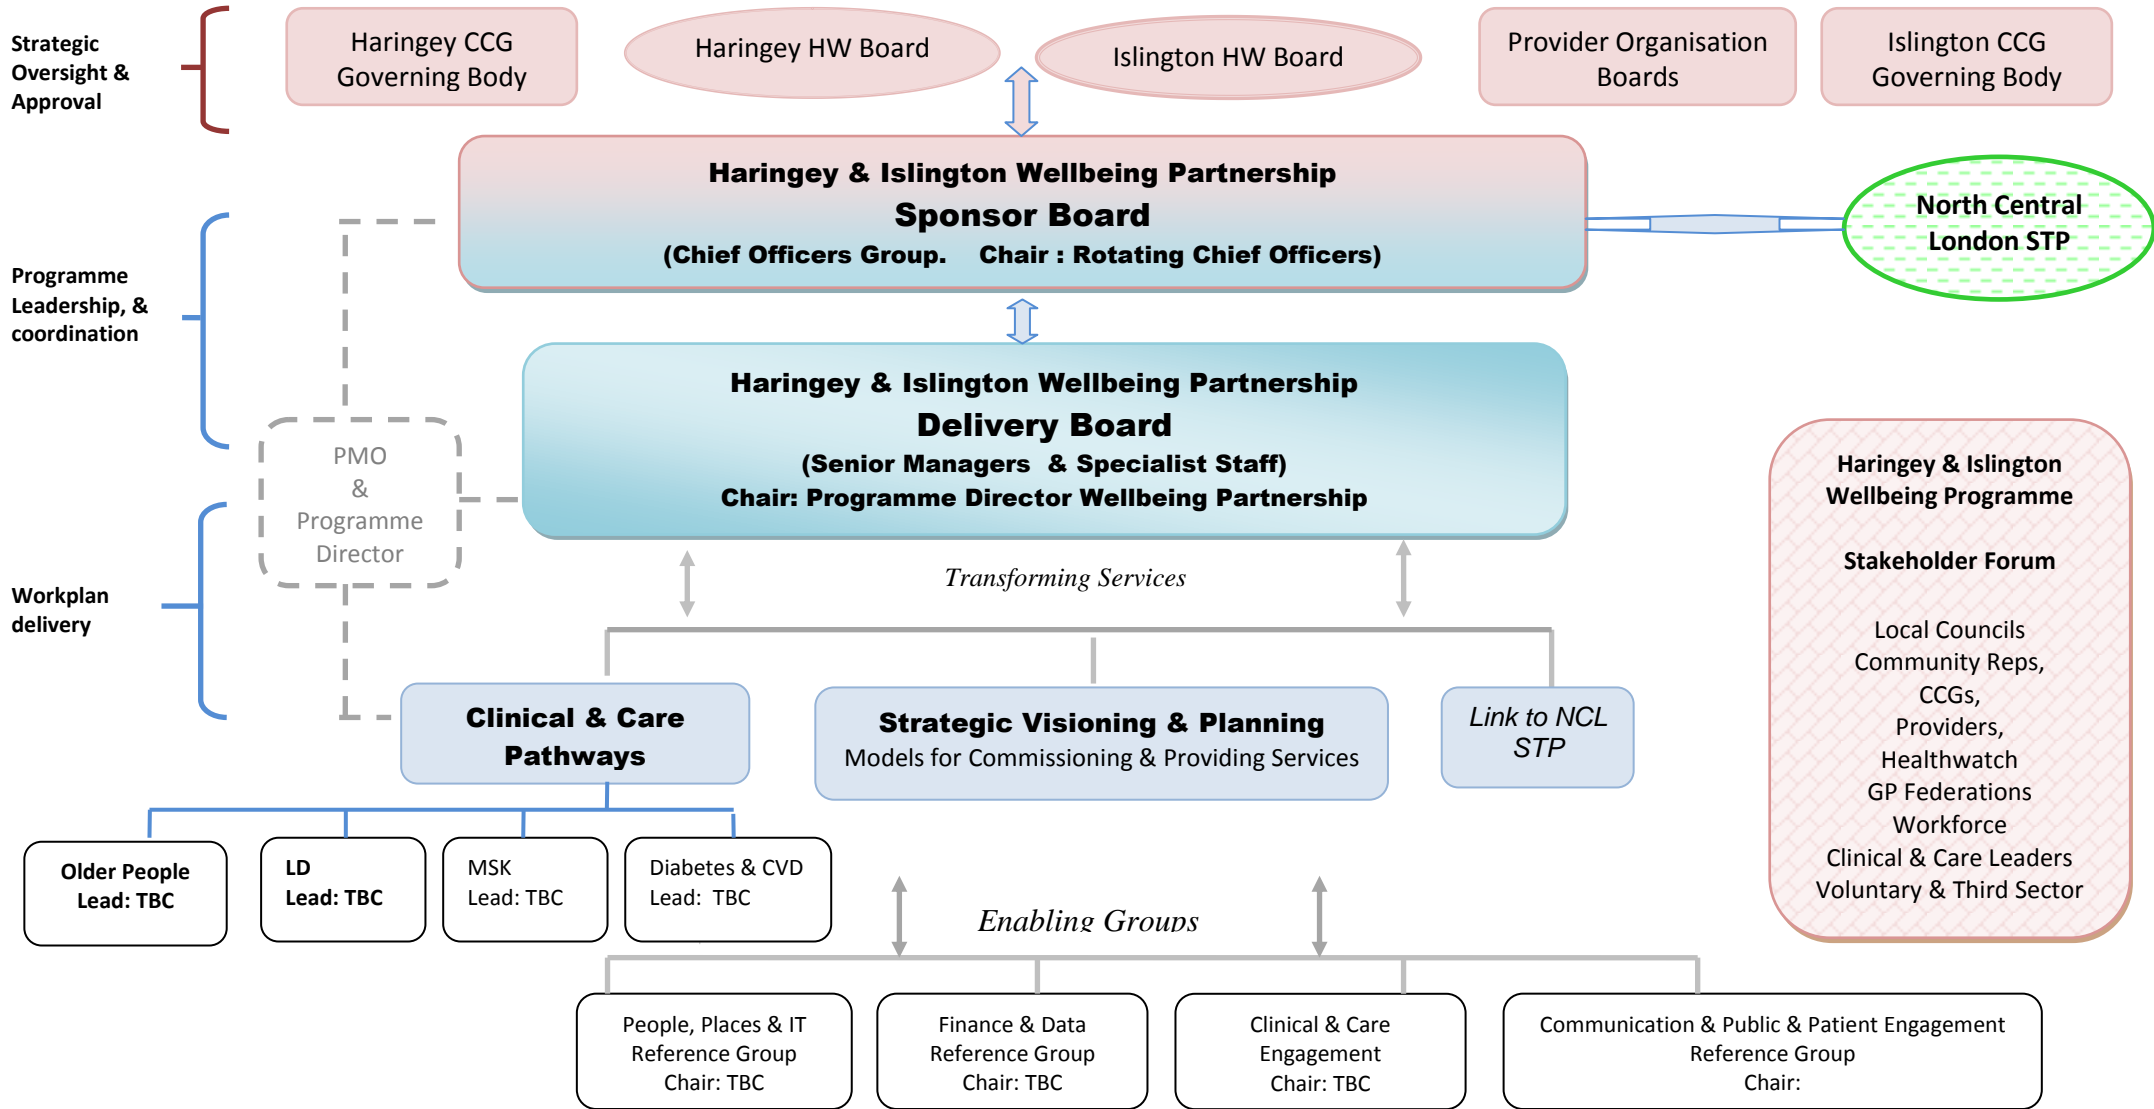 Strategic
Oversight &
Approval
Haringey CCG
Governing Body
Haringey HW Board
Islington HW Board
Provider Organisation
Boards
Islington CCG
Governing Body
Haringey & Islington Wellbeing Partnership
Sponsor Board
(Chief Officers Group. Chair : Rotating Chief Officers)
North Central
London STP
Programme
Leadership, &
coordination
Haringey & Islington Wellbeing Partnership
Delivery Board
(Senior Managers & Specialist Staff)
Chair: Programme Director Wellbeing Partnership
PMO
&
Programme
Director
Workplan
delivery
Transforming Services
Clinical & Care
Pathways
Strategic Visioning & Planning
Models for Commissioning & Providing Services
Link to NCL
STP
Haringey & Islington
Wellbeing Programme
Stakeholder Forum
Local Councils
Community Reps,
CCGs,
Providers,
Healthwatch
GP Federations
Workforce
Clinical & Care Leaders
Voluntary & Third Sector
Older People
Lead: TBC
LD
Lead: TBC
MSK
Lead: TBC
Diabetes & CVD
Lead: TBC
Enabling Groups
People, Places & IT
Reference Group
Chair: TBC
Finance & Data
Reference Group
Chair: TBC
Clinical & Care
Engagement
Chair: TBC
Communication & Public & Patient Engagement
Reference Group
Chair: